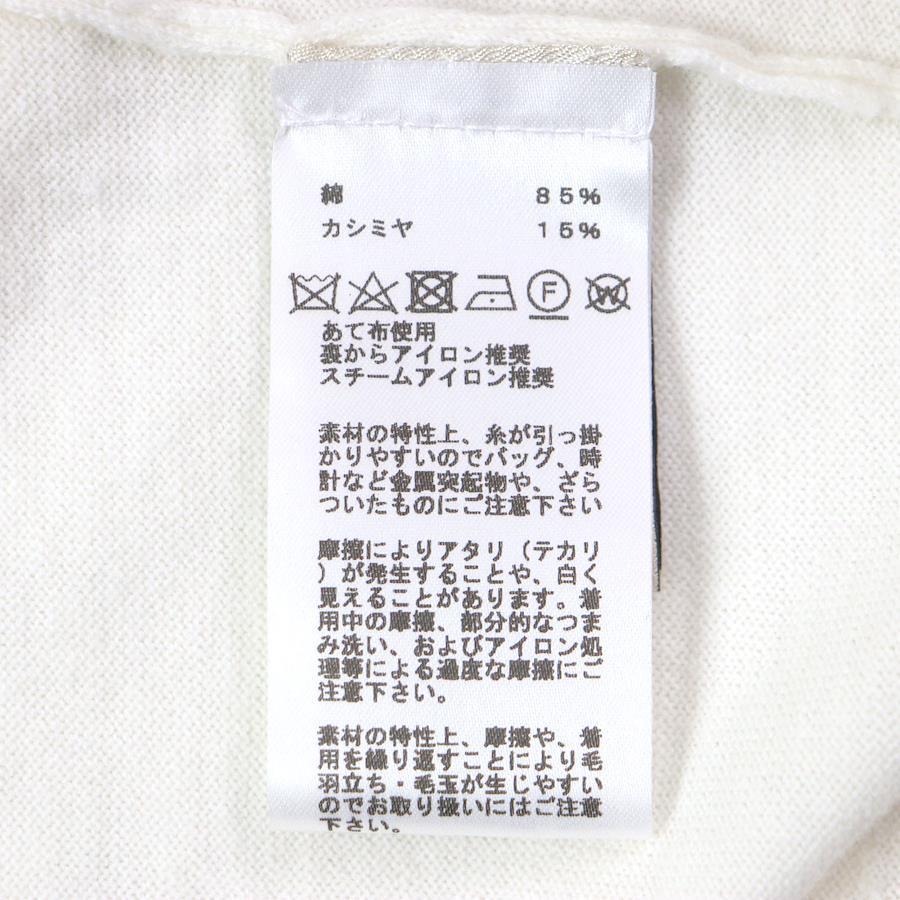 綿 85%
カシミヤ 15%
F W
あて布使用
裏からアイロン推奨
スチームアイロン推奨
素材の特性上、糸が引っ掛
かりやすいのでバッグ、時
計など金属突起物や、ざら
ついたものにご注意下さい
摩擦によりアタリ（テカリ
）が発生することや、白く
見えることがあります。着
用中の摩擦、部分的なつま
み洗い、およびアイロン処
理等による過度な摩擦にご
注意下さい。
素材の特性上、摩擦や、着
用を繰り返すことにより毛
羽立ち・毛玉が生じやすい
のでお取り扱いにはご注意
下さい。